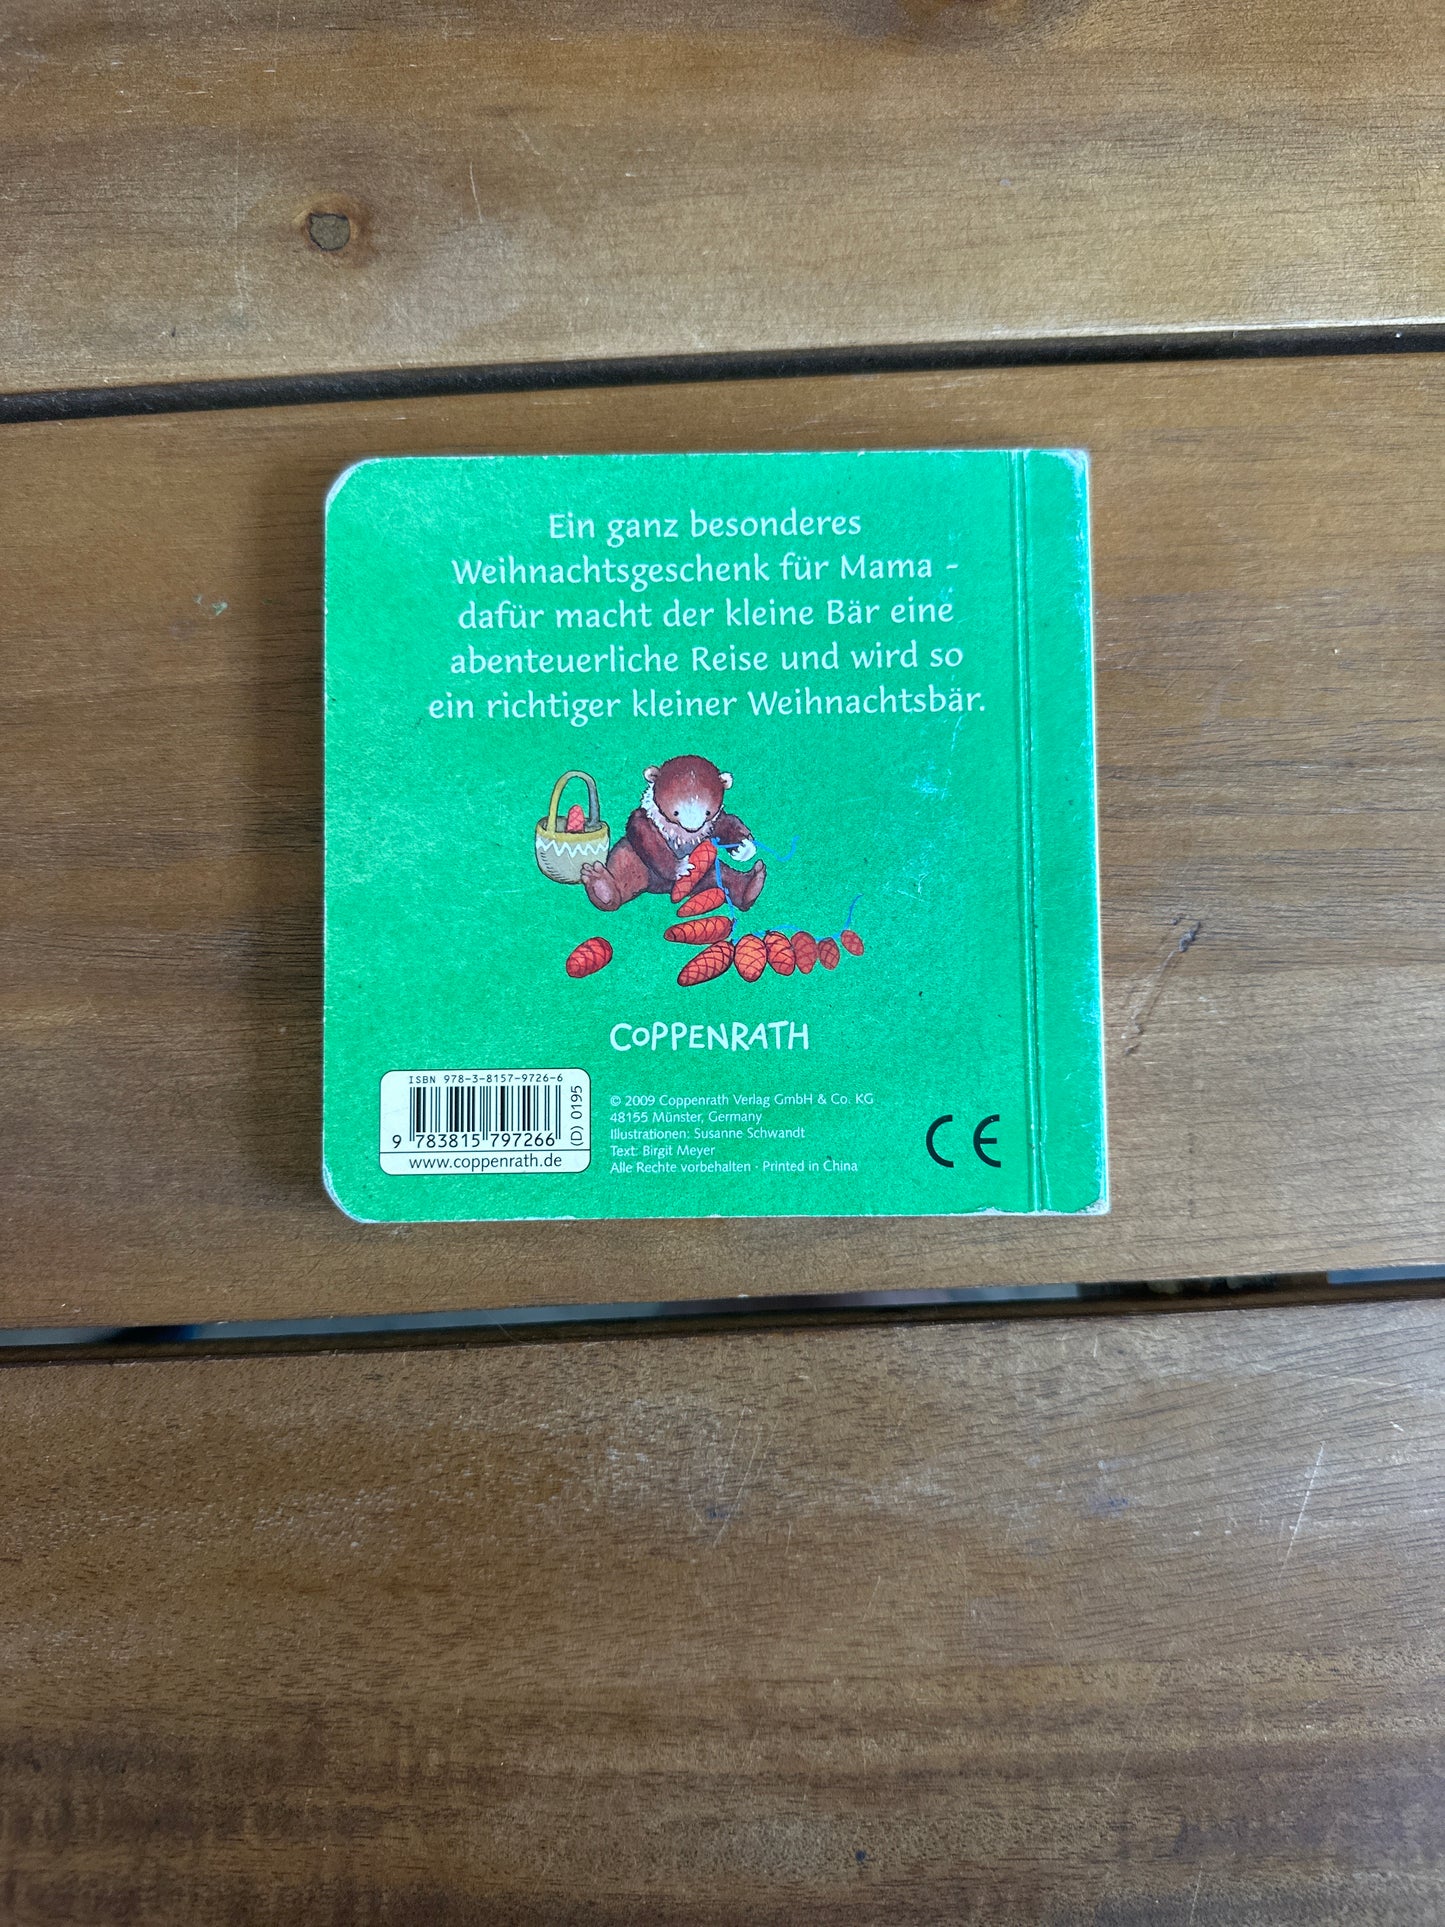 Ein ganz besonderes
Weihnachtsgeschenk für Mama –
dafür macht der kleine Bär eine
abenteuerliche Reise und wird so
ein richtiger kleiner Weihnachtsbär.
COPPENRATH
ISBN 978-3-8157-9726-6
9 783815 797266
(D) 0195
www.coppenrath.de
© 2009 Coppenrath Verlag GmbH & Co. KG
48155 Münster, Germany
Illustrationen: Susanne Schwandt
Text: Birgit Meyer
Alle Rechte vorbehalten · Printed in China
CE